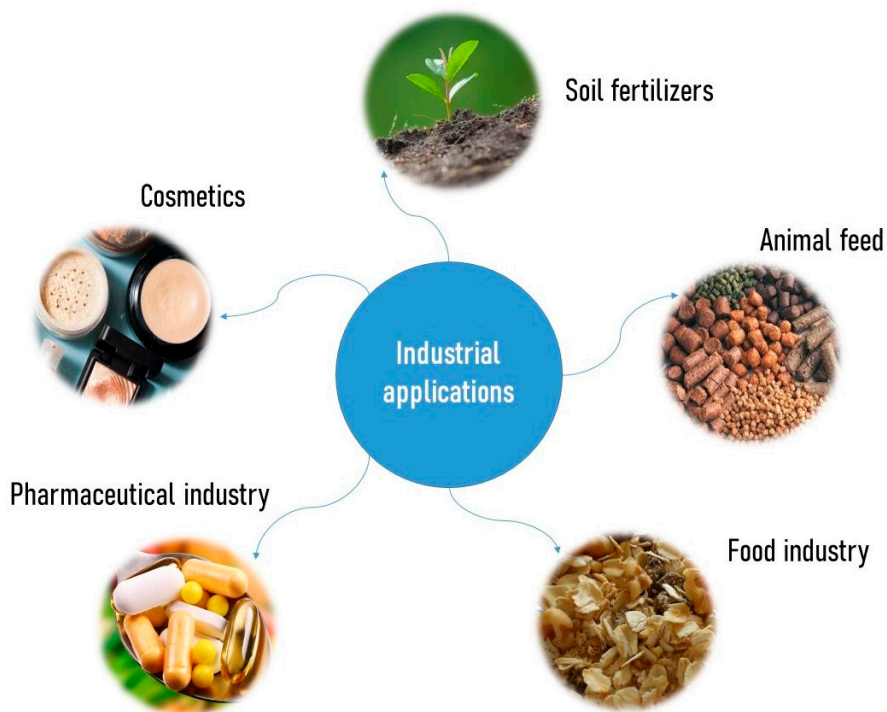 Soil fertilizers
Cosmetics
Animal feed
Industrial
applications
Pharmaceutical industry
Food industry